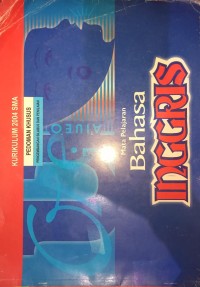 KURIKULUM 2004 SMA
PEDOMAN KHUSUS
Mata Pelajaran
Bahasa
INGGRIS